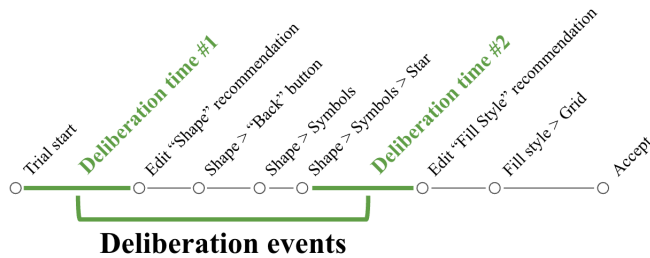 Trial start
Deliberation time #1
Edit “Shape” recommendation
Shape > “Back” button
Shape > Symbols
Shape > Symbols > Star
Deliberation time #2
Edit “Fill Style” recommendation
Fill style > Grid
Accept
Deliberation events